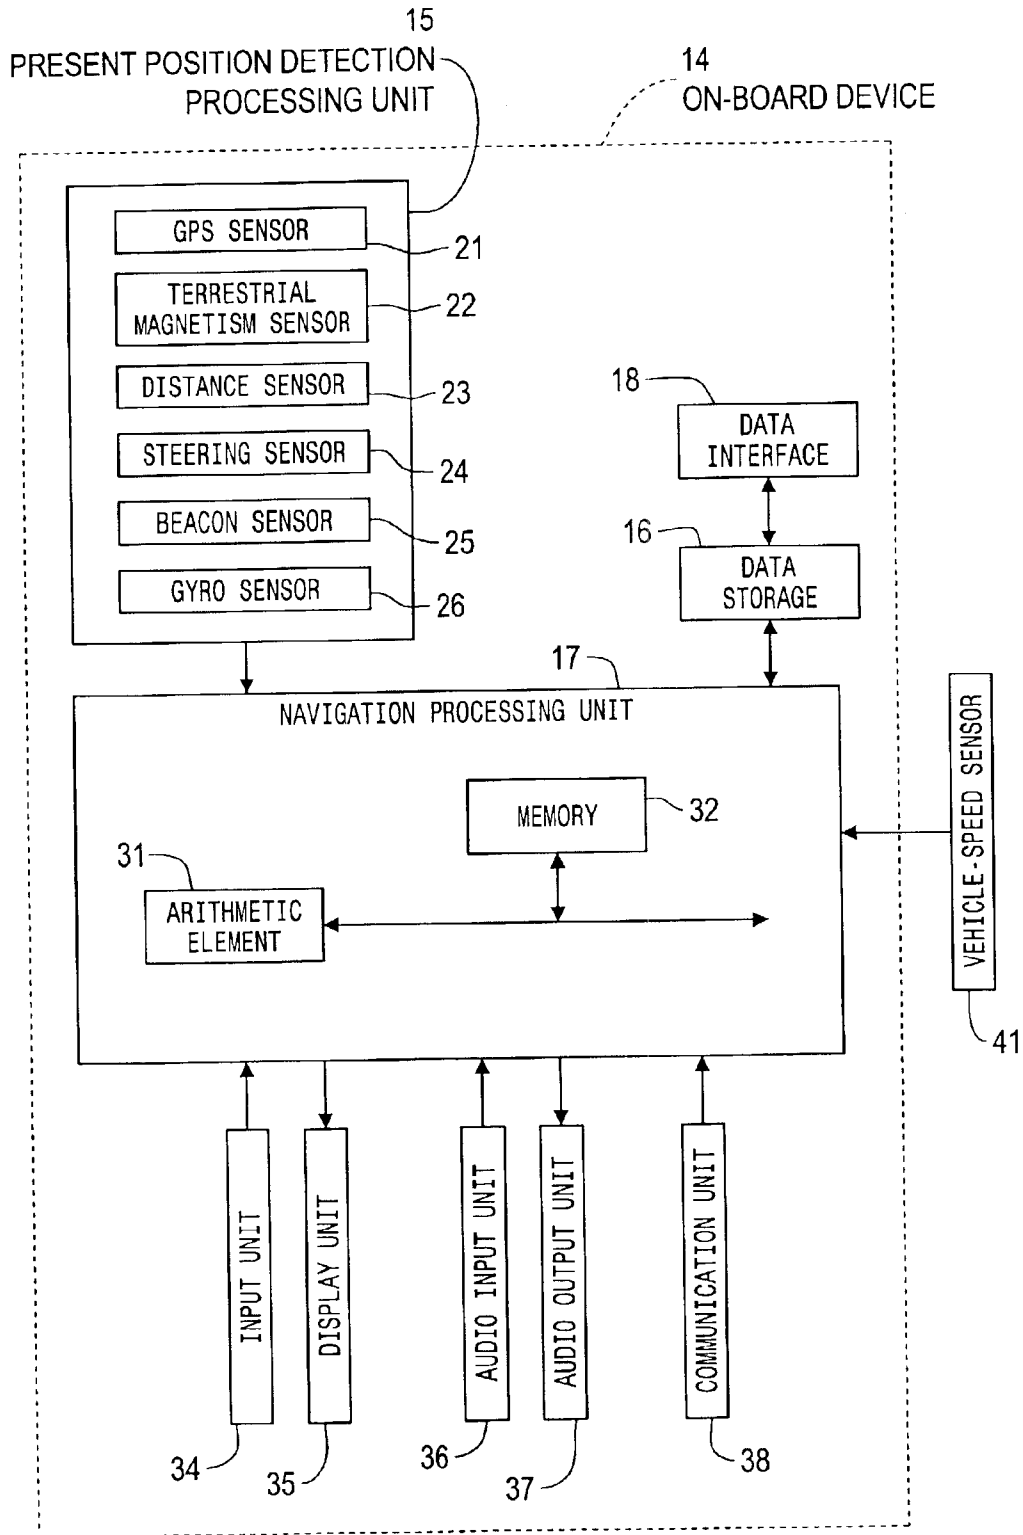 15
PRESENT POSITION DETECTION
PROCESSING UNIT
14
ON-BOARD DEVICE
GPS SENSOR
21
TERRESTRIAL
MAGNETISM SENSOR
22
DISTANCE SENSOR
23
STEERING SENSOR
24
BEACON SENSOR
25
GYRO SENSOR
26
18
DATA
INTERFACE
16
DATA
STORAGE
17
NAVIGATION PROCESSING UNIT
MEMORY
32
31
ARITHMETIC
ELEMENT
VEHICLE-SPEED SENSOR
41
INPUT UNIT
34
DISPLAY UNIT
35
AUDIO INPUT UNIT
36
AUDIO OUTPUT UNIT
37
COMMUNICATION UNIT
38